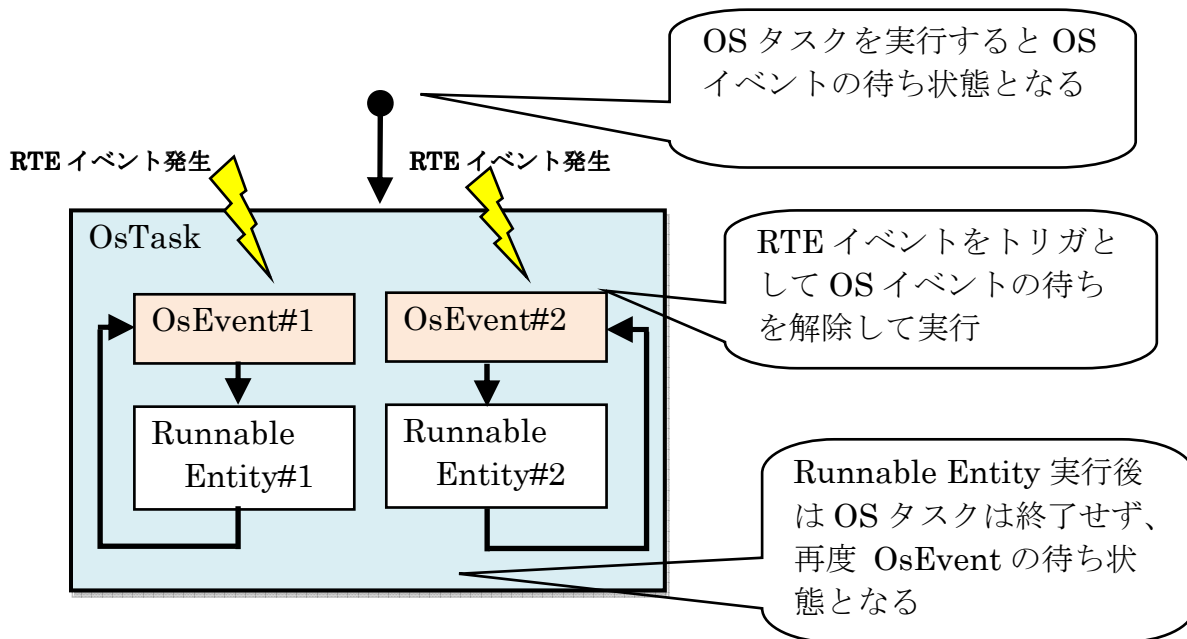 OS タスクを実行すると OS
イベントの待ち状態となる
RTE イベント発生
RTE イベント発生
OsTask
RTE イベントをトリガと
して OS イベントの待ち
を解除して実行
OsEvent#1
OsEvent#2
Runnable
Entity#1
Runnable
Entity#2
Runnable Entity 実行後
は OS タスクは終了せず、
再度 OsEvent の待ち状
態となる